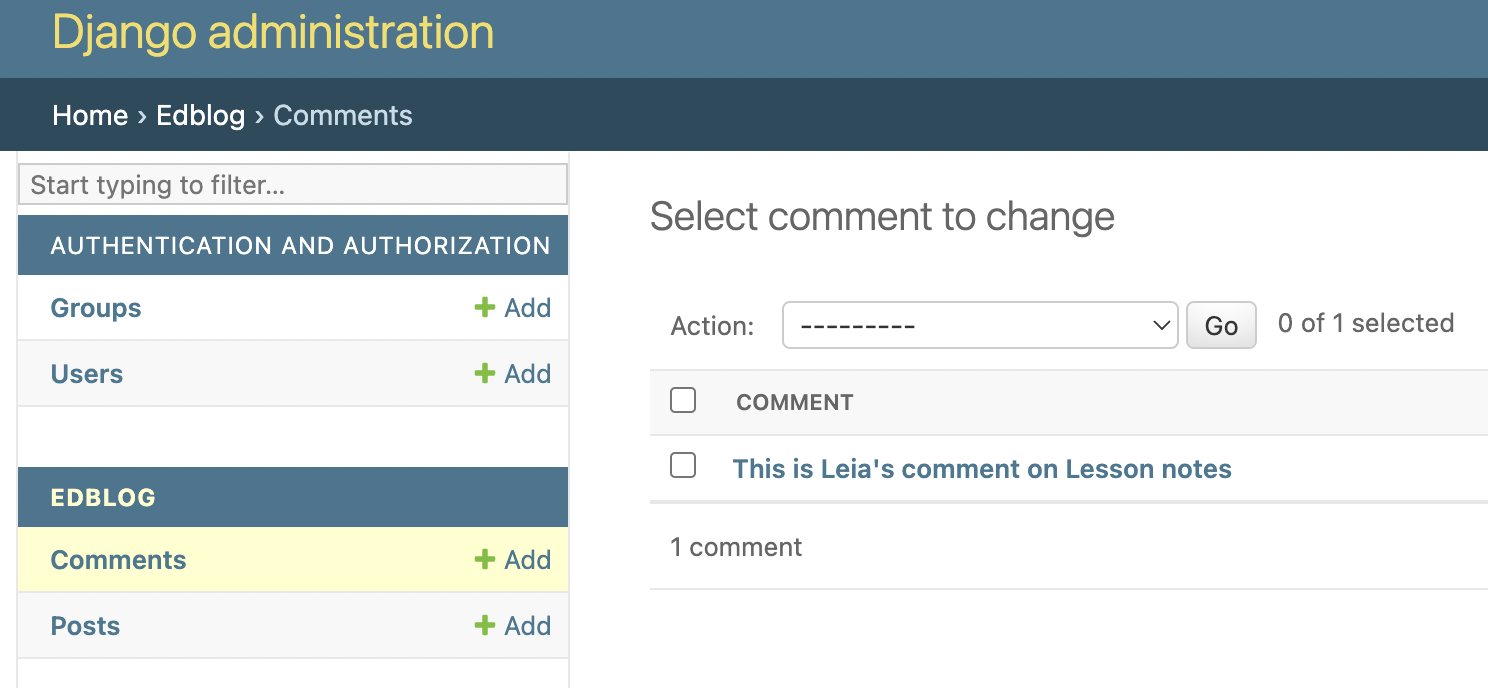 Django administration
Home › Edblog › Comments
Start typing to filter...
AUTHENTICATION AND AUTHORIZATION
Groups + Add
Users + Add
EDBLOG
Comments + Add
Posts + Add
Select comment to change
Action: --------- Go 0 of 1 selected
COMMENT
This is Leia's comment on Lesson notes
1 comment